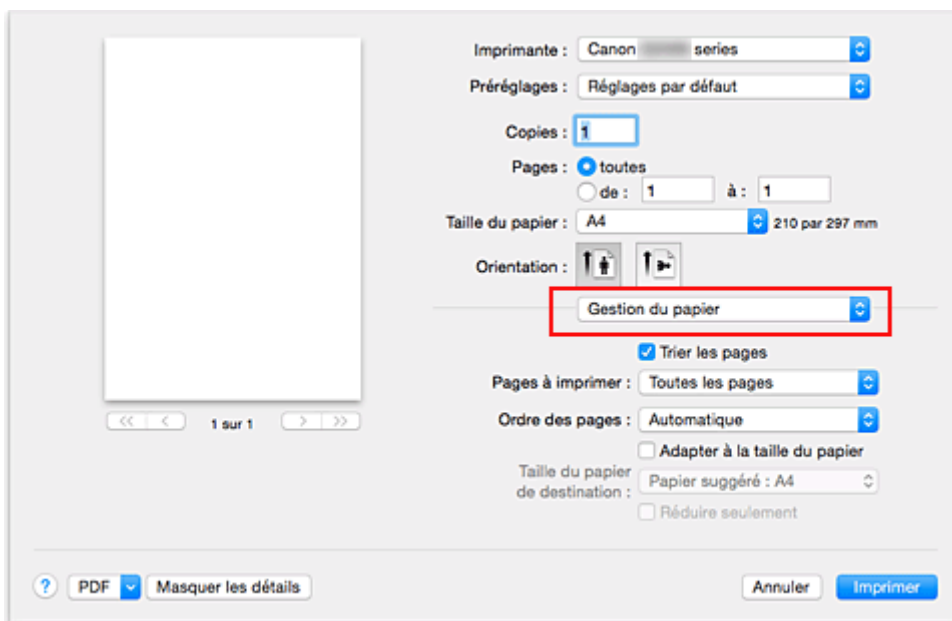 Imprimante : Canon series
Préréglages : Réglages par défaut
Copies : 1
Pages : toutes
de : 1 à : 1
Taille du papier : A4 210 par 297 mm
Orientation :
Gestion du papier
Trier les pages
Pages à imprimer : Toutes les pages
Ordre des pages : Automatique
Adapter à la taille du papier
Taille du papier
de destination : Papier suggéré : A4
Réduire seulement
<< < 1 sur 1 > >>
? PDF Masquer les détails Annuler Imprimer